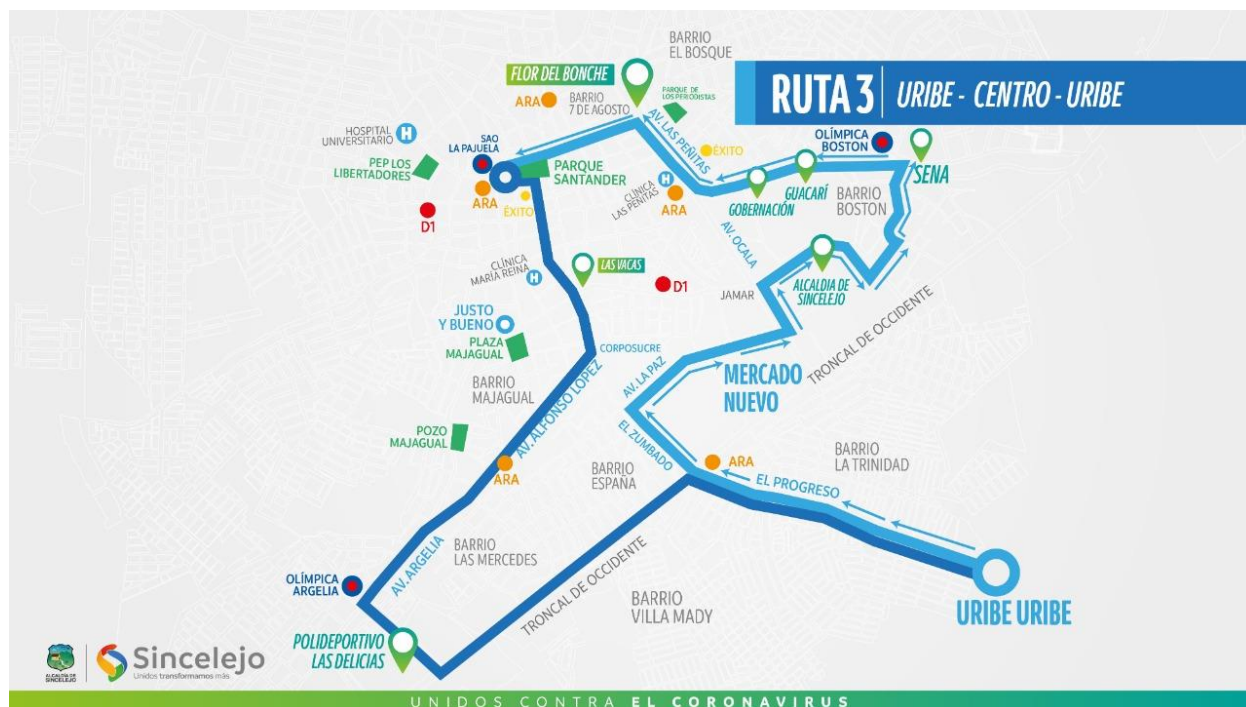 RUTA 3
URIBE - CENTRO - URIBE
BARRIO
EL BOSQUE
FLOR DEL BONCHE
PARQUE DE
LOS PERIODISTAS
ARA
BARRIO
7 DE AGOSTO
AV. LAS PEÑITAS
HOSPITAL
UNIVERSITARIO
H
SAO
LA PAJUELA
PEP LOS
LIBERTADORES
PARQUE
SANTANDER
ÉXITO
OLÍMPICA
BOSTON
SENA
CLÍNICA
LAS PEÑITAS
H
ARA
GOBERNACIÓN
GUACARÍ
BARRIO
BOSTON
ARA
ÉXITO
D1
AV. OCALA
CLÍNICA
MARÍA REINA
H
LAS VACAS
D1
JAMAR
ALCALDIA DE
SINCELEJO
TRONCAL DE OCCIDENTE
JUSTO
Y BUENO
PLAZA
MAJAGUAL
CORPOSUCRE
BARRIO
MAJAGUAL
AV. ALFONSO LÓPEZ
AV. LA PAZ
MERCADO
NUEVO
POZO
MAJAGUAL
ARA
EL ZUMBADO
BARRIO
ESPAÑA
ARA
BARRIO
LA TRINIDAD
EL PROGRESO
BARRIO
LAS MERCEDES
AV. ARGELIA
OLÍMPICA
ARGELIA
TRONCAL DE OCCIDENTE
BARRIO
VILLA MADY
URIBE URIBE
POLIDEPORTIVO
LAS DELICIAS
ALCALDÍA DE
SINCELEJO
Sincelejo
Unidos transformamos más
UNIDOS CONTRA EL CORONAVIRUS